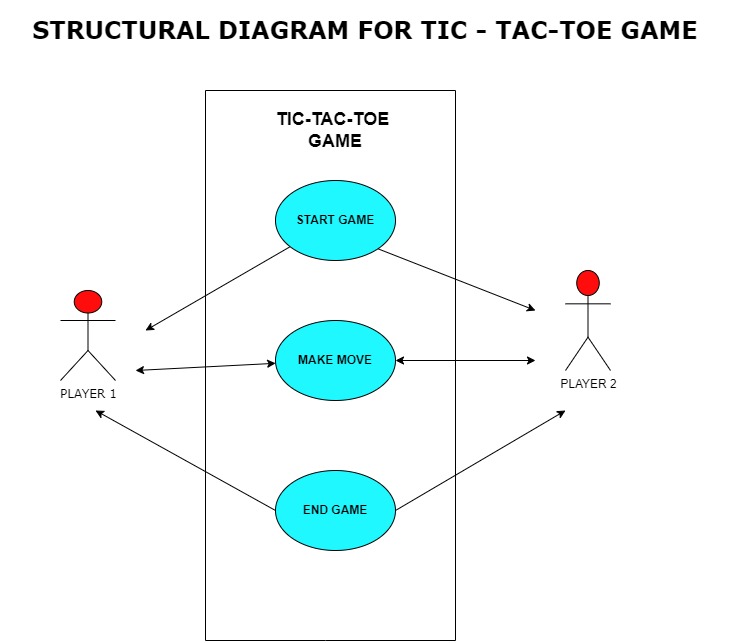 STRUCTURAL DIAGRAM FOR TIC - TAC-TOE GAME
TIC-TAC-TOE
GAME
START GAME
MAKE MOVE
PLAYER 1
PLAYER 2
END GAME